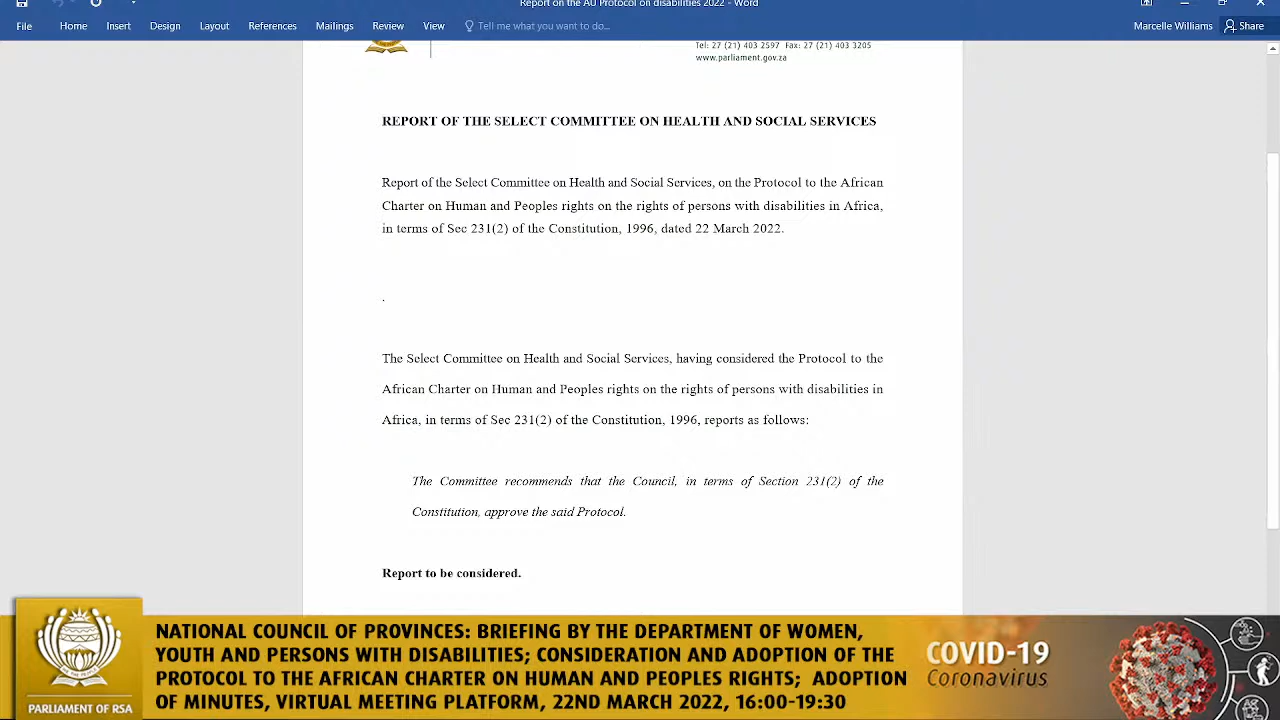 Report on the AU Protocol on disabilities 2022 - Word
File Home Insert Design Layout References Mailings Review View Tell me what you want to do... Marcelle Williams Share
Tel: 27 (21) 403 2597 Fax: 27 (21) 403 3205
www.parliament.gov.za
REPORT OF THE SELECT COMMITTEE ON HEALTH AND SOCIAL SERVICES
Report of the Select Committee on Health and Social Services, on the Protocol to the African
Charter on Human and Peoples rights on the rights of persons with disabilities in Africa,
in terms of Sec 231(2) of the Constitution, 1996, dated 22 March 2022.
.
The Select Committee on Health and Social Services, having considered the Protocol to the
African Charter on Human and Peoples rights on the rights of persons with disabilities in
Africa, in terms of Sec 231(2) of the Constitution, 1996, reports as follows:
The Committee recommends that the Council, in terms of Section 231(2) of the
Constitution, approve the said Protocol.
Report to be considered.
NATIONAL COUNCIL OF PROVINCES: BRIEFING BY THE DEPARTMENT OF WOMEN,
YOUTH AND PERSONS WITH DISABILITIES; CONSIDERATION AND ADOPTION OF THE
PROTOCOL TO THE AFRICAN CHARTER ON HUMAN AND PEOPLES RIGHTS; ADOPTION
OF MINUTES, VIRTUAL MEETING PLATFORM, 22ND MARCH 2022, 16:00-19:30
PARLIAMENT OF RSA
COVID-19
Coronavirus